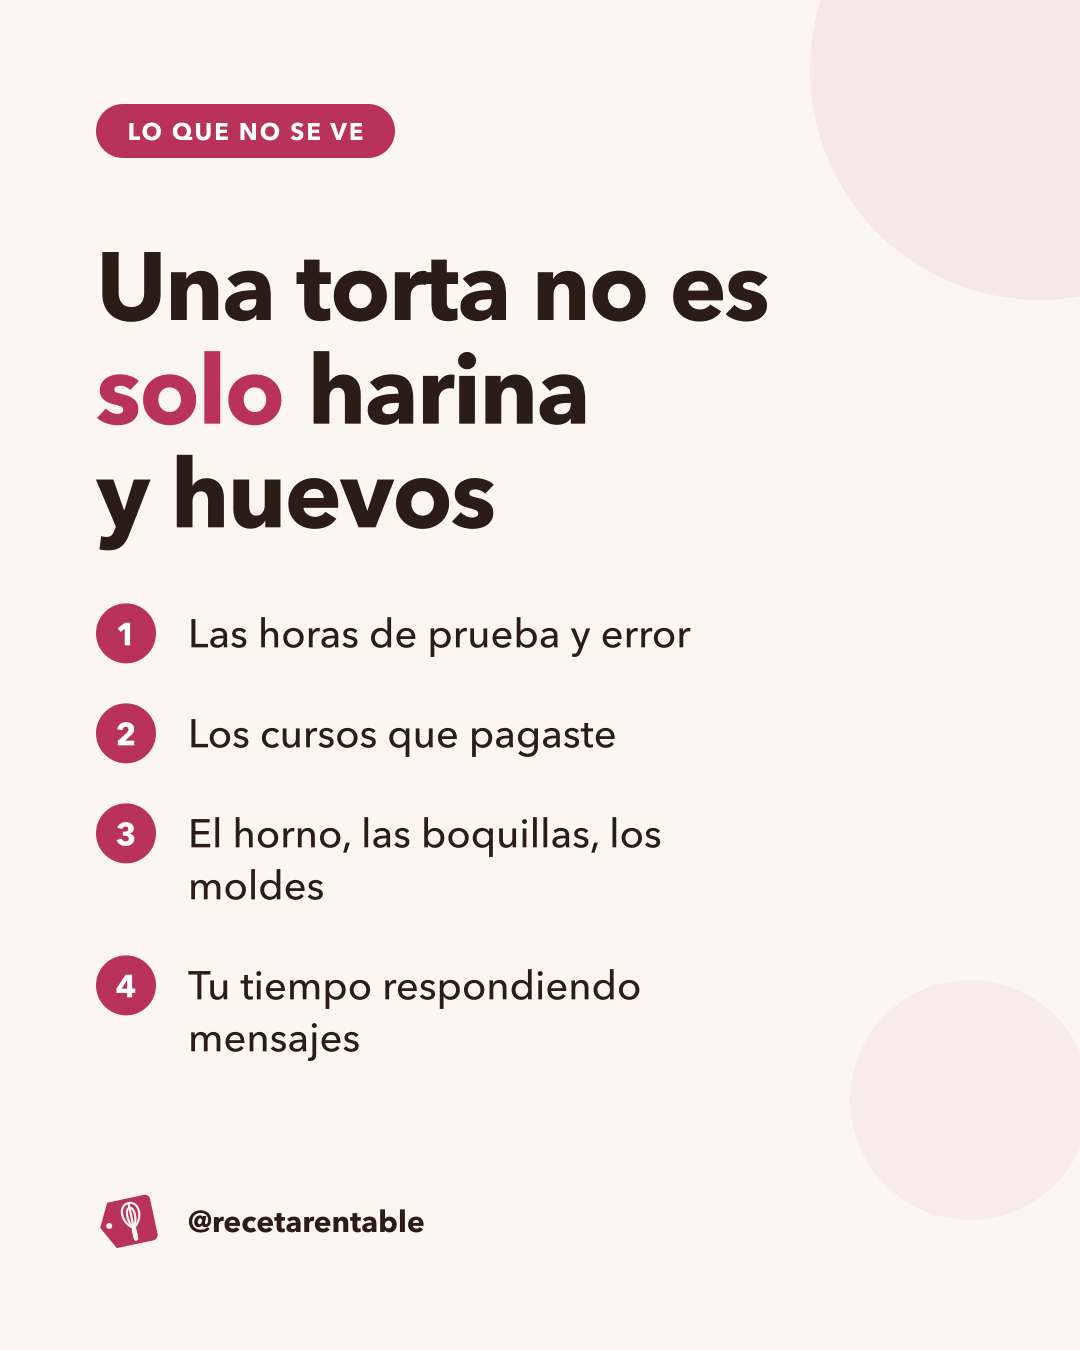 LO QUE NO SE VE
Una torta no es
solo harina
y huevos
1 Las horas de prueba y error
2 Los cursos que pagaste
3 El horno, las boquillas, los
moldes
4 Tu tiempo respondiendo
mensajes
@recetarentable